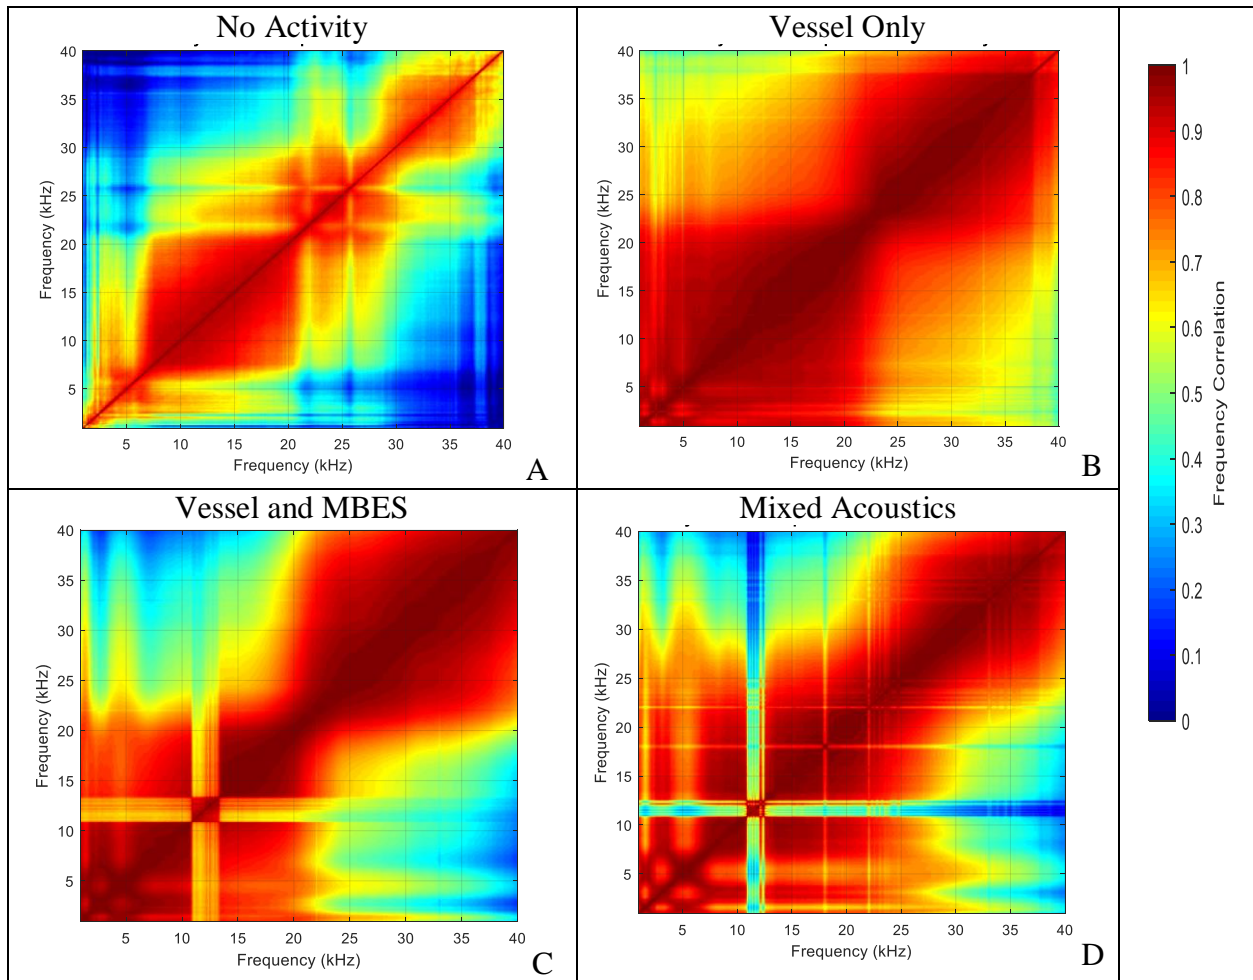 No Activity
40
35
30
25
20
15
10
5
Frequency (kHz)
5 10 15 20 25 30 35 40
Frequency (kHz)
A
Vessel Only
40
35
30
25
20
15
10
5
Frequency (kHz)
5 10 15 20 25 30 35 40
Frequency (kHz)
B
1
0.9
0.8
0.7
0.6
0.5
0.4
0.3
0.2
0.1
0
Frequency Correlation
Vessel and MBES
40
35
30
25
20
15
10
5
Frequency (kHz)
5 10 15 20 25 30 35 40
Frequency (kHz)
C
Mixed Acoustics
40
35
30
25
20
15
10
5
Frequency (kHz)
5 10 15 20 25 30 35 40
Frequency (kHz)
D